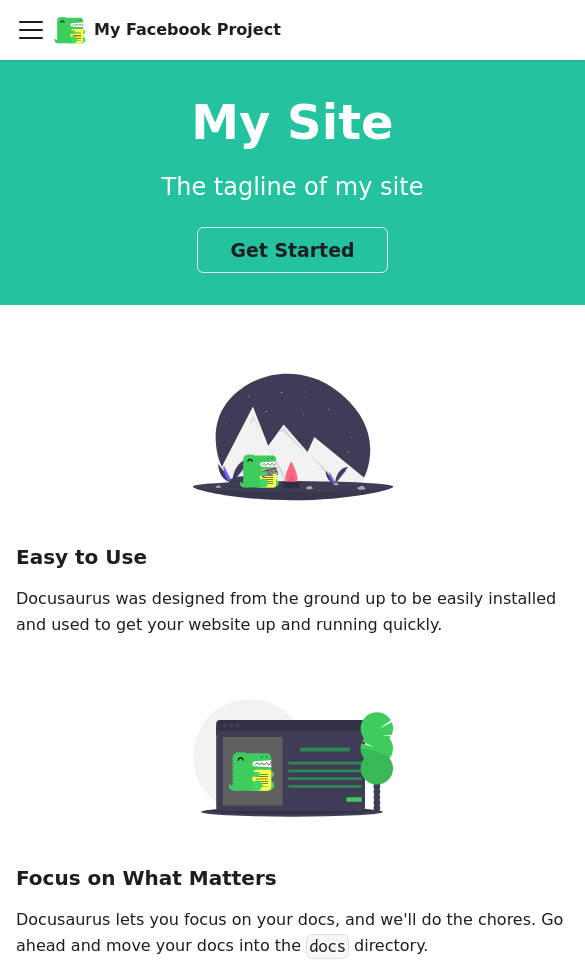 My Facebook Project
My Site
The tagline of my site
Get Started
Easy to Use
Docusaurus was designed from the ground up to be easily installed
and used to get your website up and running quickly.
Focus on What Matters
Docusaurus lets you focus on your docs, and we'll do the chores. Go
ahead and move your docs into the docs directory.